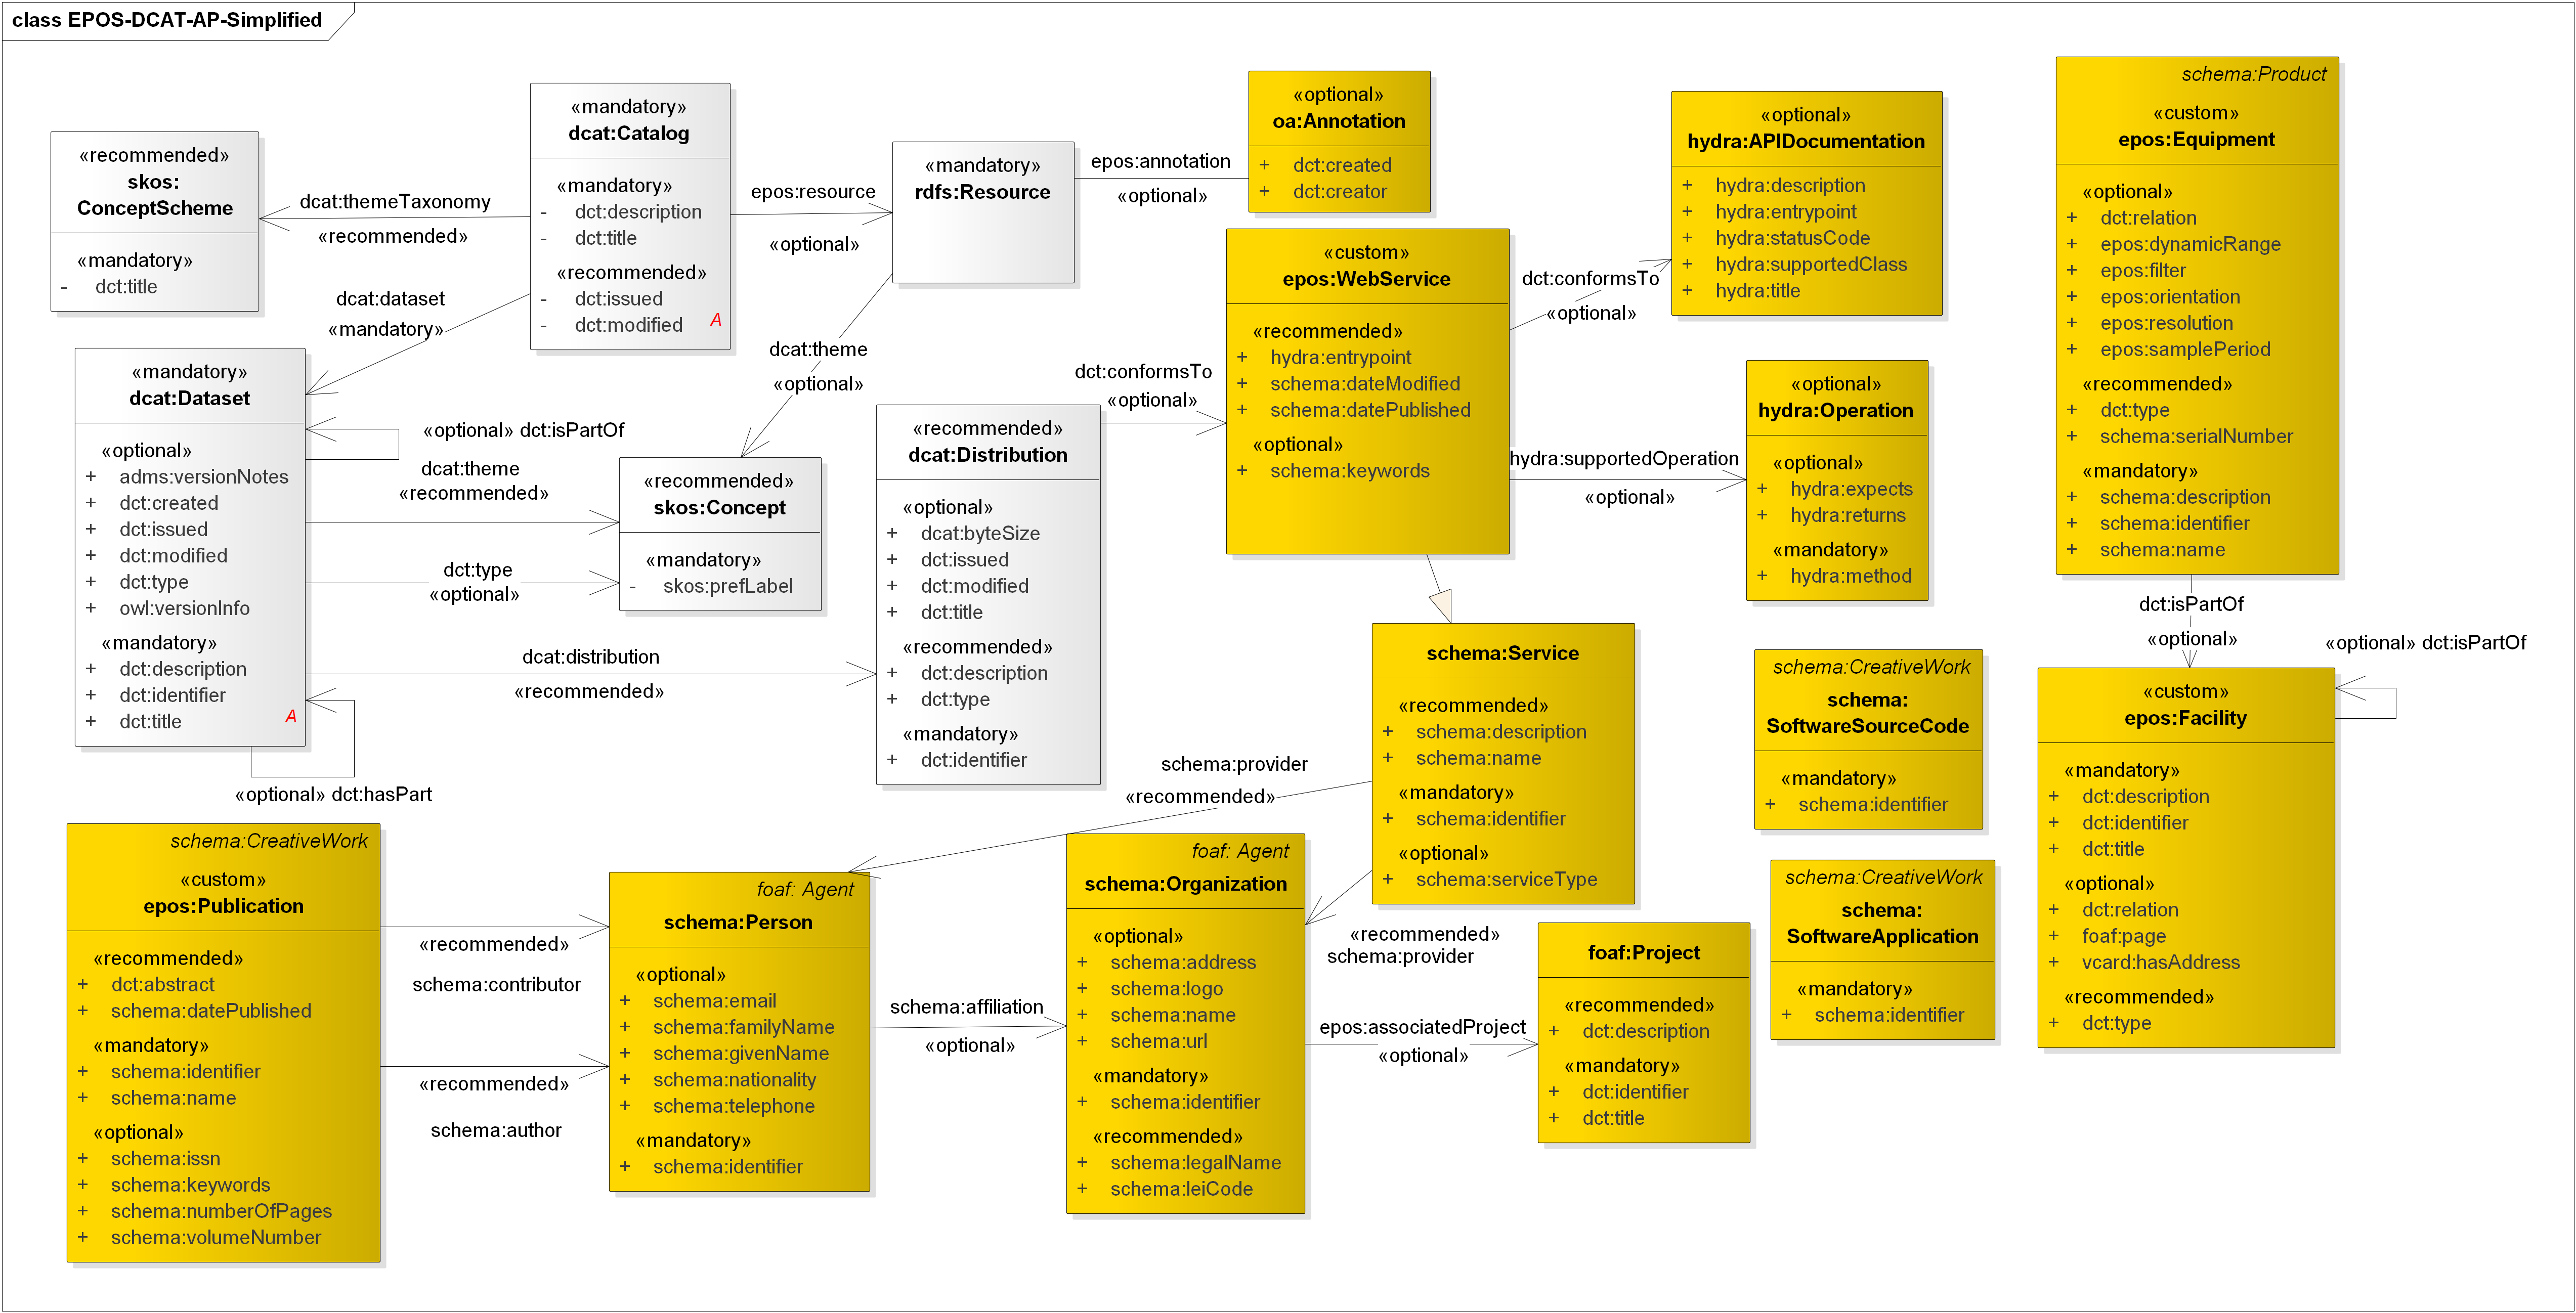 class EPOS-DCAT-AP-Simplified
«recommended»
skos:
ConceptScheme
«mandatory»
- dct:title
dcat:themeTaxonomy
«recommended»
«mandatory»
dcat:Catalog
«mandatory»
- dct:description
- dct:title
«recommended»
- dct:issued
- dct:modified
A
epos:resource
«optional»
«mandatory»
rdfs:Resource
epos:annotation
«optional»
«optional»
oa:Annotation
+ dct:created
+ dct:creator
dcat:dataset
«mandatory»
dcat:theme
«optional»
«mandatory»
dcat:Dataset
«optional»
+ adms:versionNotes
+ dct:created
+ dct:issued
+ dct:modified
+ dct:type
+ owl:versionInfo
«mandatory»
+ dct:description
+ dct:identifier
+ dct:title
A
«optional» dct:isPartOf
dcat:theme
«recommended»
dct:type
«optional»
dcat:distribution
«recommended»
«optional» dct:hasPart
«recommended»
skos:Concept
«mandatory»
- skos:prefLabel
«recommended»
dcat:Distribution
«optional»
+ dcat:byteSize
+ dct:issued
+ dct:modified
+ dct:title
«recommended»
+ dct:description
+ dct:type
«mandatory»
+ dct:identifier
dct:conformsTo
«optional»
«custom»
epos:WebService
«recommended»
+ hydra:entrypoint
+ schema:dateModified
+ schema:datePublished
«optional»
+ schema:keywords
dct:conformsTo
«optional»
«optional»
hydra:APIDocumentation
+ hydra:description
+ hydra:entrypoint
+ hydra:statusCode
+ hydra:supportedClass
+ hydra:title
hydra:supportedOperation
«optional»
«optional»
hydra:Operation
«optional»
+ hydra:expects
+ hydra:returns
«mandatory»
+ hydra:method
schema:Product
«custom»
epos:Equipment
«optional»
+ dct:relation
+ epos:dynamicRange
+ epos:filter
+ epos:orientation
+ epos:resolution
+ epos:samplePeriod
«recommended»
+ dct:type
+ schema:serialNumber
«mandatory»
+ schema:description
+ schema:identifier
+ schema:name
dct:isPartOf
«optional»
«optional» dct:isPartOf
«custom»
epos:Facility
«mandatory»
+ dct:description
+ dct:identifier
+ dct:title
«optional»
+ dct:relation
+ foaf:page
+ vcard:hasAddress
«recommended»
+ dct:type
schema:Service
«recommended»
+ schema:description
+ schema:name
«mandatory»
+ schema:identifier
«optional»
+ schema:serviceType
schema:CreativeWork
schema:
SoftwareSourceCode
«mandatory»
+ schema:identifier
schema:CreativeWork
schema:
SoftwareApplication
«mandatory»
+ schema:identifier
schema:provider
«recommended»
«recommended»
schema:provider
schema:CreativeWork
«custom»
epos:Publication
«recommended»
+ dct:abstract
+ schema:datePublished
«mandatory»
+ schema:identifier
+ schema:name
«optional»
+ schema:issn
+ schema:keywords
+ schema:numberOfPages
+ schema:volumeNumber
«recommended»
schema:contributor
«recommended»
schema:author
foaf: Agent
schema:Person
«optional»
+ schema:email
+ schema:familyName
+ schema:givenName
+ schema:nationality
+ schema:telephone
«mandatory»
+ schema:identifier
schema:affiliation
«optional»
foaf: Agent
schema:Organization
«optional»
+ schema:address
+ schema:logo
+ schema:name
+ schema:url
«mandatory»
+ schema:identifier
«recommended»
+ schema:legalName
+ schema:leiCode
epos:associatedProject
«optional»
foaf:Project
«recommended»
+ dct:description
«mandatory»
+ dct:identifier
+ dct:title